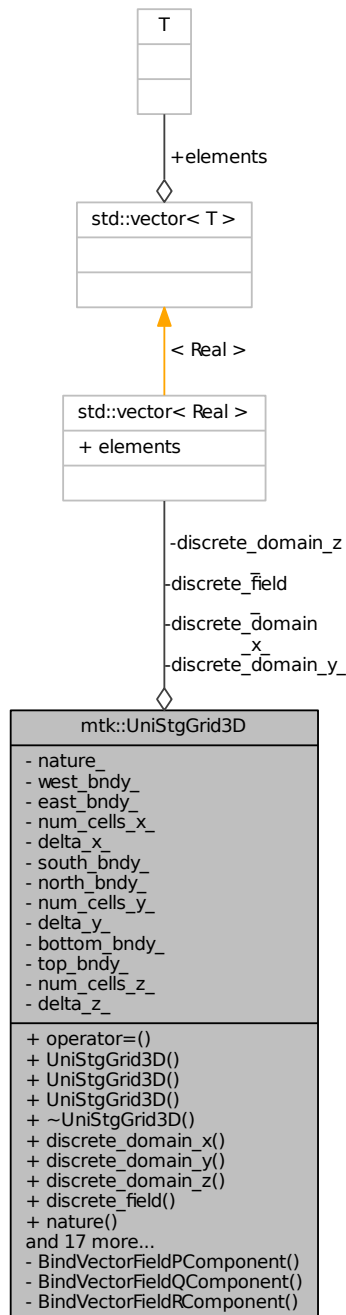 T
+elements
std::vector< T >
< Real >
std::vector< Real >
+ elements
-discrete_domain_z
_
-discrete_field
_
-discrete_domain
_x_
-discrete_domain_y_
mtk::UniStgGrid3D
- nature_
- west_bndy_
- east_bndy_
- num_cells_x_
- delta_x_
- south_bndy_
- north_bndy_
- num_cells_y_
- delta_y_
- bottom_bndy_
- top_bndy_
- num_cells_z_
- delta_z_
+ operator=()
+ UniStgGrid3D()
+ UniStgGrid3D()
+ UniStgGrid3D()
+ ~UniStgGrid3D()
+ discrete_domain_x()
+ discrete_domain_y()
+ discrete_domain_z()
+ discrete_field()
+ nature()
and 17 more...
- BindVectorFieldPComponent()
- BindVectorFieldQComponent()
- BindVectorFieldRComponent()